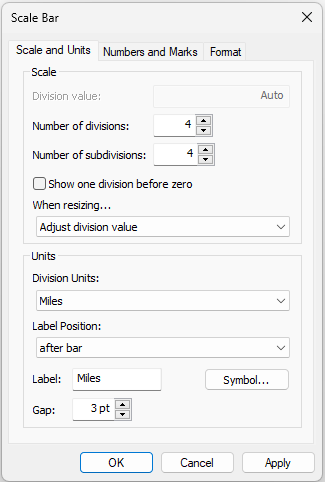 Scale Bar
Scale and Units Numbers and Marks Format
Scale
Division value: Auto
Number of divisions: 4
Number of subdivisions: 4
Show one division before zero
When resizing...
Adjust division value
Units
Division Units:
Miles
Label Position:
after bar
Label: Miles Symbol...
Gap: 3 pt
OK Cancel Apply